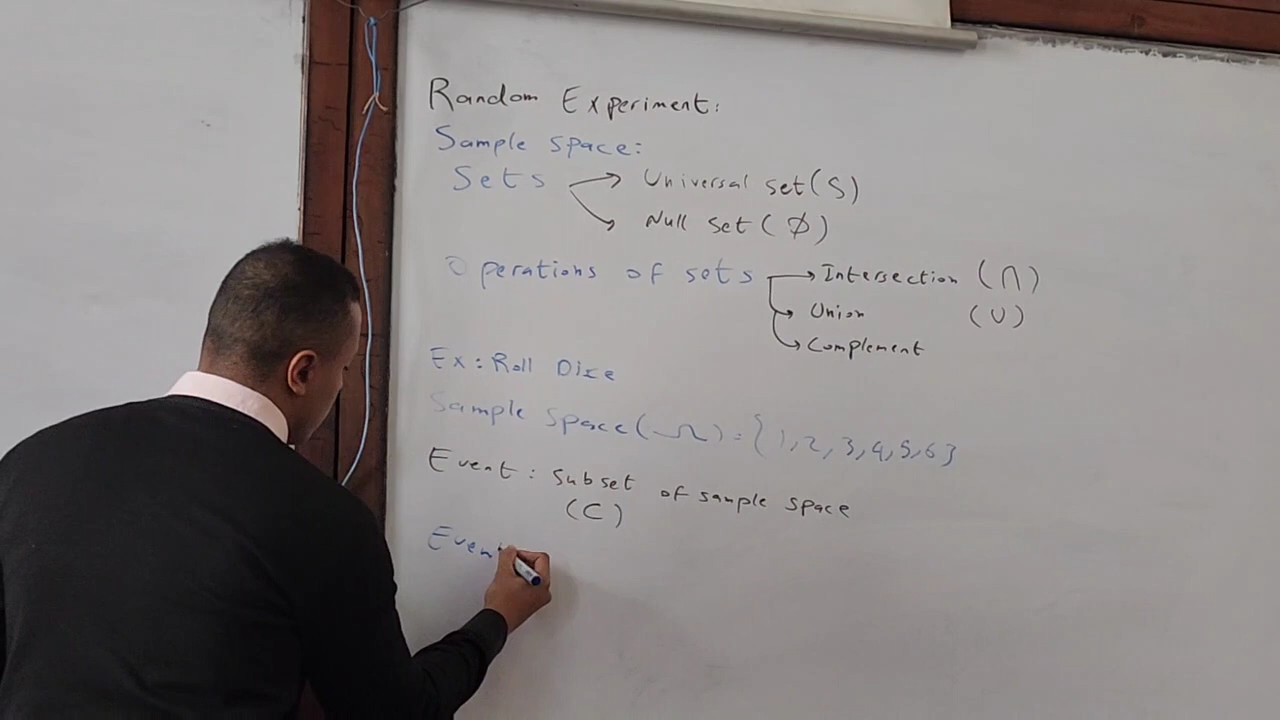 Random Experiment:
Sample space:
Sets → Universal set (S)
→ Null set (∅)
Operations of sets → Intersection (∩)
→ Union (∪)
→ Complement
Ex: Roll Dice
Sample space (Ω) = {1,2,3,4,5,6}
Event: Subset of sample space
(⊂)
Event